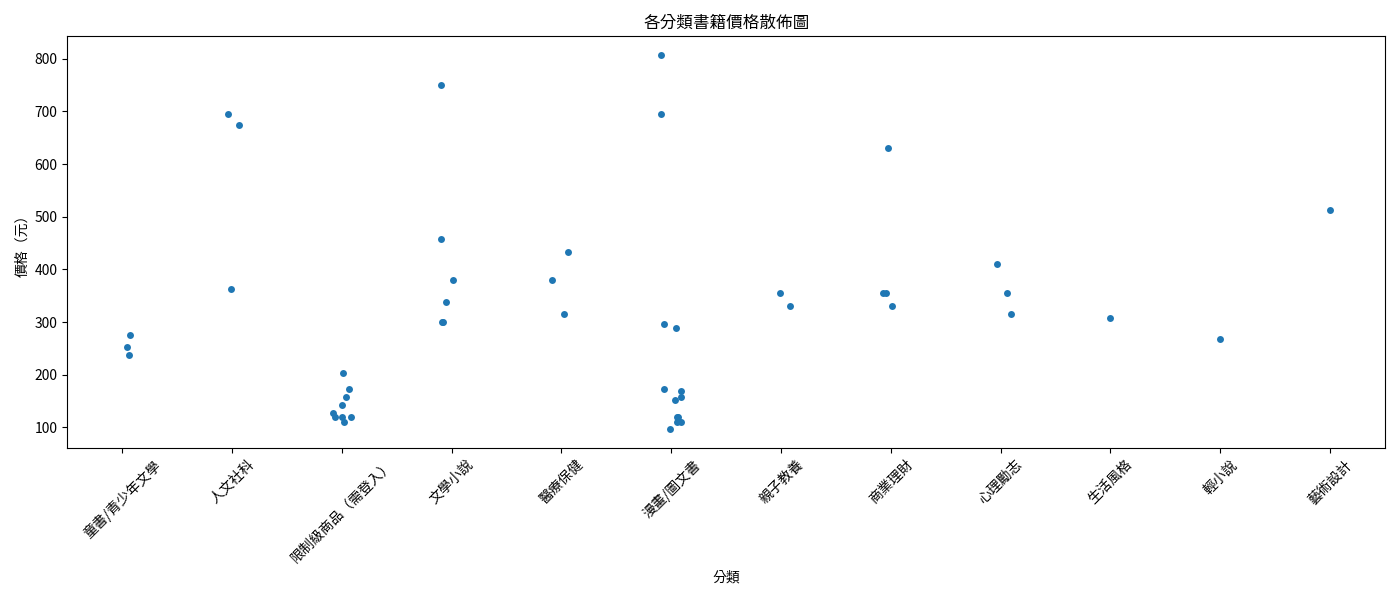 各分類書籍價格散佈圖
價格（元）
800
700
600
500
400
300
200
100
童書/青少年文學
人文社科
限制級商品（需登入）
文學小說
醫療保健
漫畫/圖文書
親子教養
商業理財
心理勵志
生活風格
輕小說
藝術設計
分類